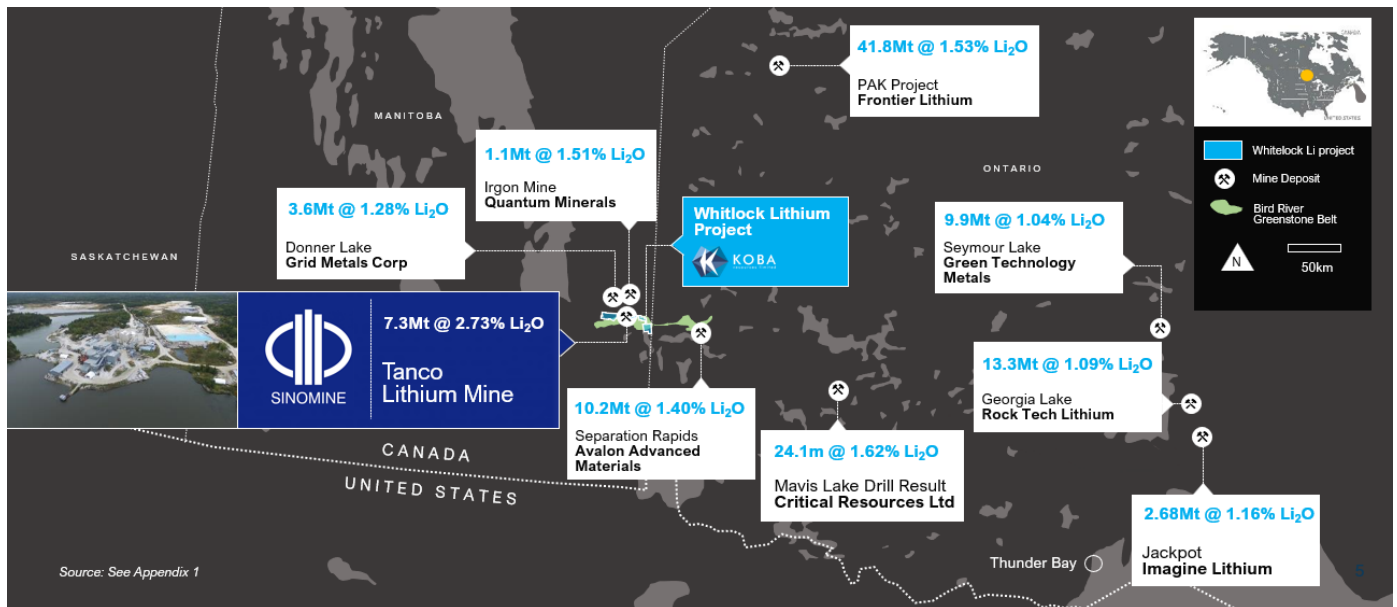 41.8Mt @ 1.53% Li₂O
PAK Project
Frontier Lithium
MANITOBA
1.1Mt @ 1.51% Li₂O
Irgon Mine
Quantum Minerals
ONTARIO
3.6Mt @ 1.28% Li₂O
Donner Lake
Grid Metals Corp
Whitlock Lithium
Project
KOBA
9.9Mt @ 1.04% Li₂O
Seymour Lake
Green Technology
Metals
SASKATCHEWAN
SINOMINE
7.3Mt @ 2.73% Li₂O
Tanco
Lithium Mine
10.2Mt @ 1.40% Li₂O
Separation Rapids
Avalon Advanced
Materials
24.1m @ 1.62% Li₂O
Mavis Lake Drill Result
Critical Resources Ltd
13.3Mt @ 1.09% Li₂O
Georgia Lake
Rock Tech Lithium
2.68Mt @ 1.16% Li₂O
Jackpot
Imagine Lithium
CANADA
UNITED STATES
Thunder Bay
Source: See Appendix 1
5
CANADA
UNITED STATES
Whitelock Li project
Mine Deposit
Bird River
Greenstone Belt
N
50km